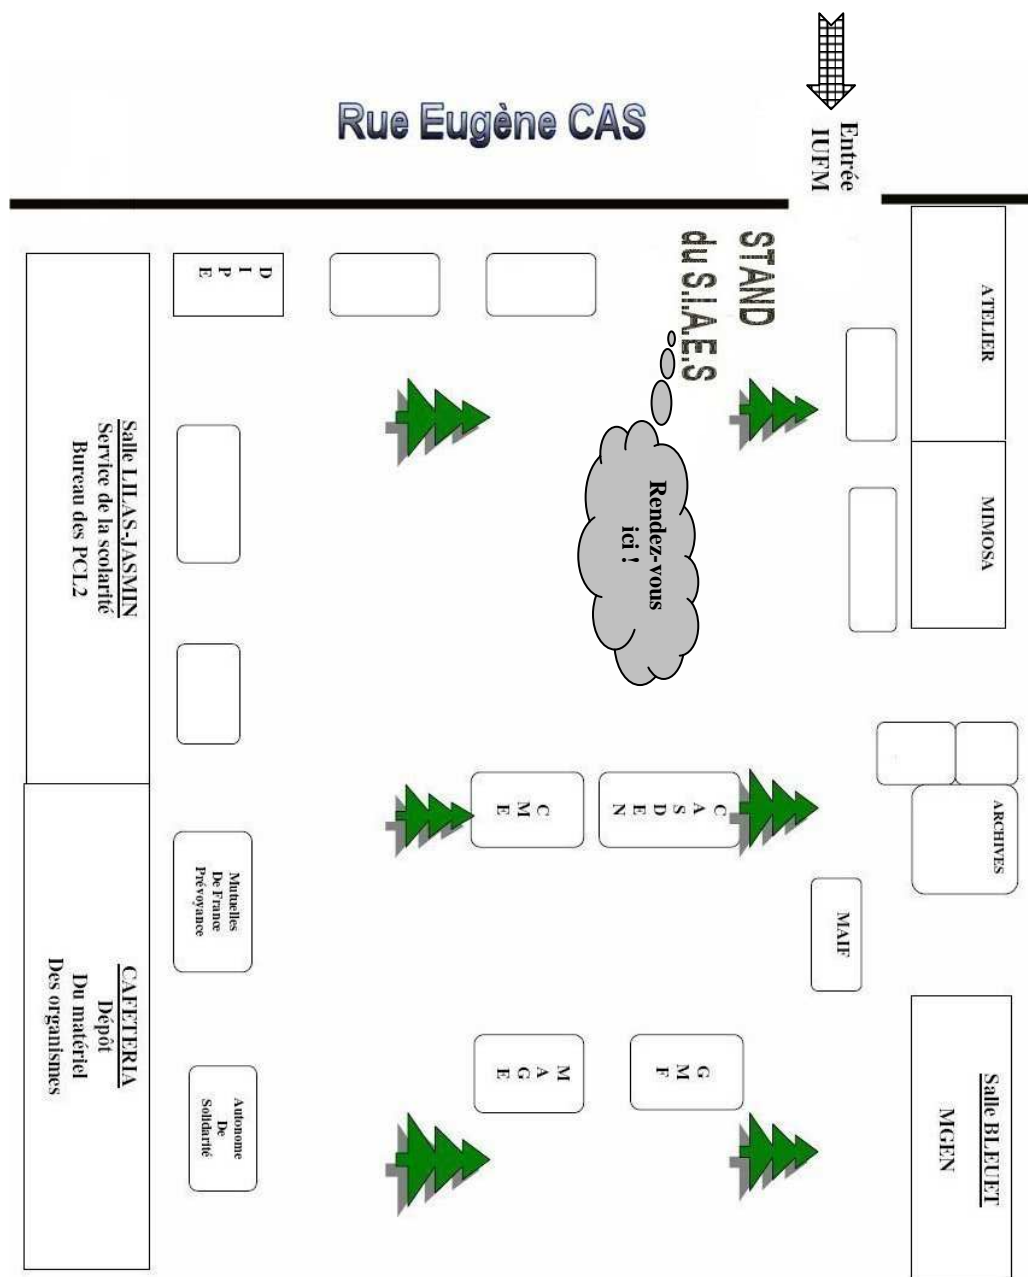 Rue Eugène CAS
Entrée
IUFM
STAND
du S.I.A.E.S
Rendez-vous
ici !
ATELIER
MIMOSA
ARCHIVES
MAIF
Salle BLEUET
MGEN
D
I
P
E
Salle LILAS-JASMIN
Service de la scolarité
Bureau des PCL2
C
M
E
C
A
S
D
E
N
Mutuelles
De France
Prévoyance
CAFETERIA
Dépôt
Du matériel
Des organismes
M
A
G
E
G
M
F
Autonome
De
Solidarité